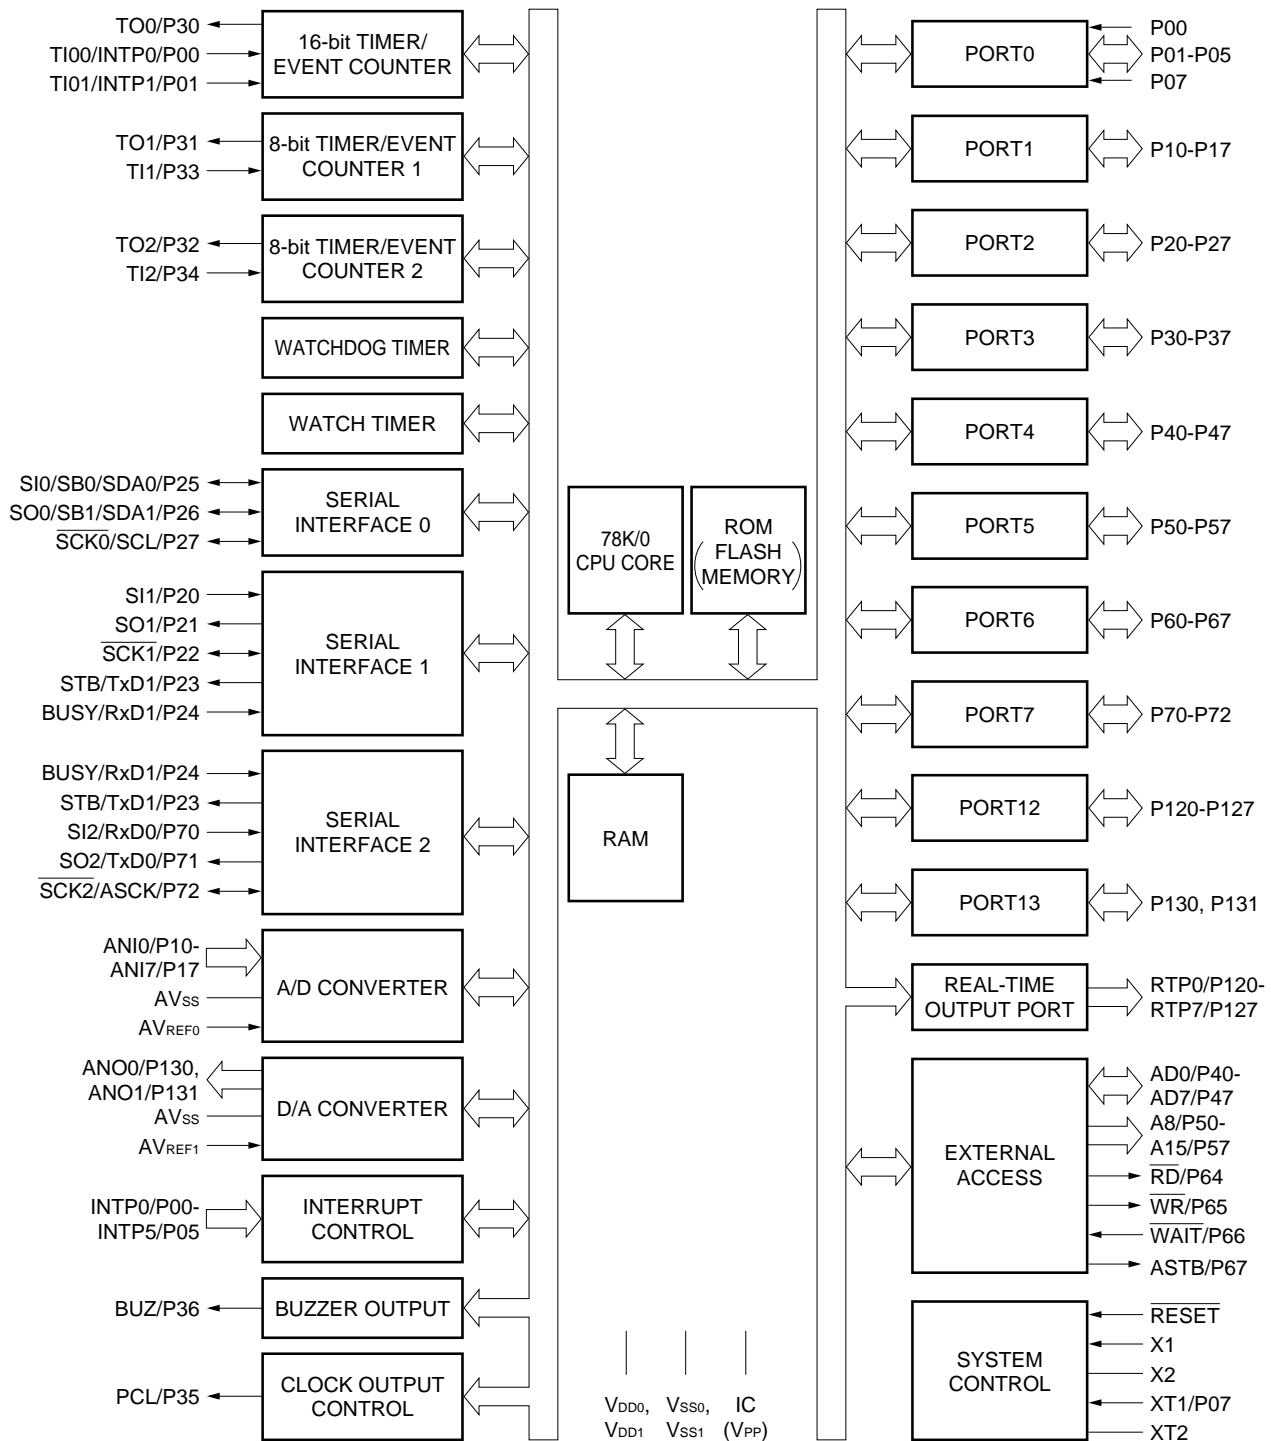 TO0/P30
TI00/INTP0/P00
TI01/INTP1/P01
16-bit TIMER/
EVENT COUNTER
TO1/P31
TI1/P33
8-bit TIMER/EVENT
COUNTER 1
TO2/P32
TI2/P34
8-bit TIMER/EVENT
COUNTER 2
WATCHDOG TIMER
WATCH TIMER
SI0/SB0/SDA0/P25
SO0/SB1/SDA1/P26
SCK0/SCL/P27
SERIAL
INTERFACE 0
SI1/P20
SO1/P21
SCK1/P22
STB/TxD1/P23
BUSY/RxD1/P24
SERIAL
INTERFACE 1
BUSY/RxD1/P24
STB/TxD1/P23
SI2/RxD0/P70
SO2/TxD0/P71
SCK2/ASCK/P72
SERIAL
INTERFACE 2
ANI0/P10-
ANI7/P17
AVSS
AVREF0
A/D CONVERTER
ANO0/P130,
ANO1/P131
AVSS
AVREF1
D/A CONVERTER
INTP0/P00-
INTP5/P05
INTERRUPT
CONTROL
BUZ/P36
BUZZER OUTPUT
PCL/P35
CLOCK OUTPUT
CONTROL
78K/0
CPU CORE
ROM
(FLASH
MEMORY)
RAM
VDD0,
VDD1
VSS0,
VSS1
IC
(VPP)
PORT0
P00
P01-P05
P07
PORT1
P10-P17
PORT2
P20-P27
PORT3
P30-P37
PORT4
P40-P47
PORT5
P50-P57
PORT6
P60-P67
PORT7
P70-P72
PORT12
P120-P127
PORT13
P130, P131
REAL-TIME
OUTPUT PORT
RTP0/P120-
RTP7/P127
EXTERNAL
ACCESS
AD0/P40-
AD7/P47
A8/P50-
A15/P57
RD/P64
WR/P65
WAIT/P66
ASTB/P67
SYSTEM
CONTROL
RESET
X1
X2
XT1/P07
XT2